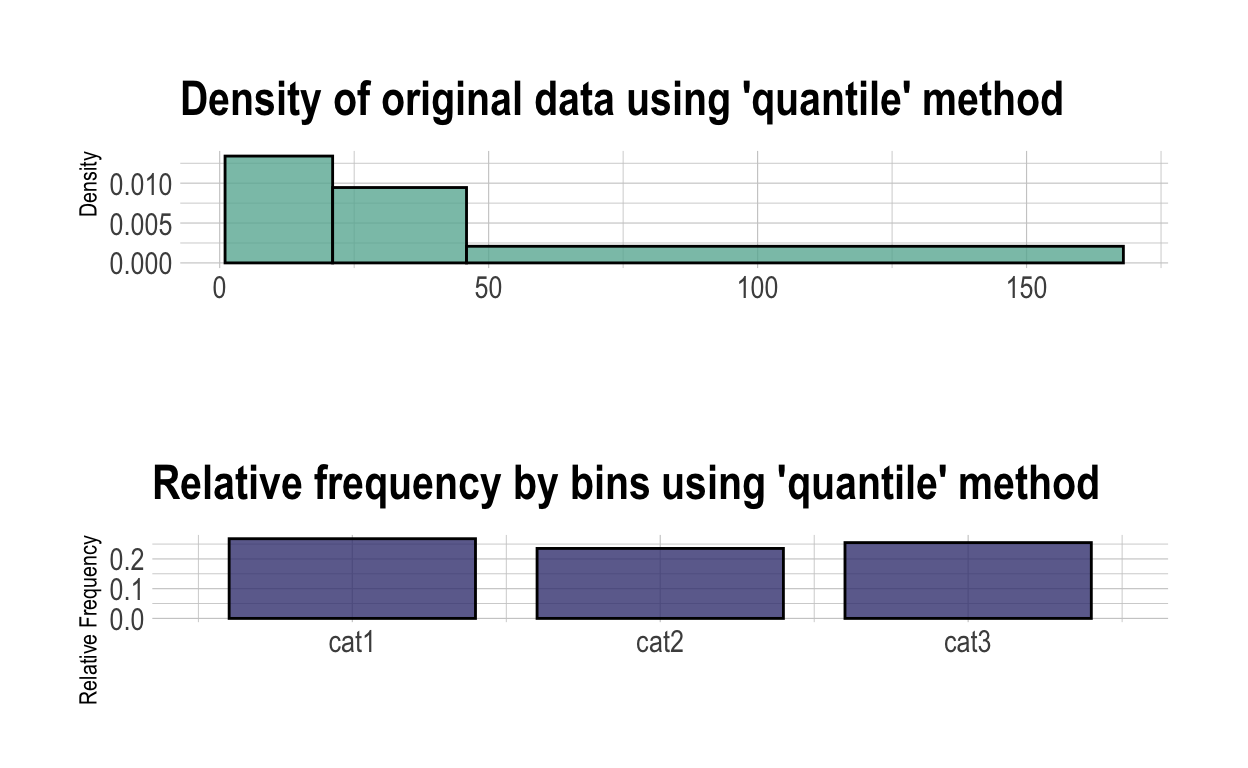 Density of original data using 'quantile' method
Density
0.010
0.005
0.000
0 50 100 150
Relative frequency by bins using 'quantile' method
Relative Frequency
0.2
0.1
0.0
cat1 cat2 cat3